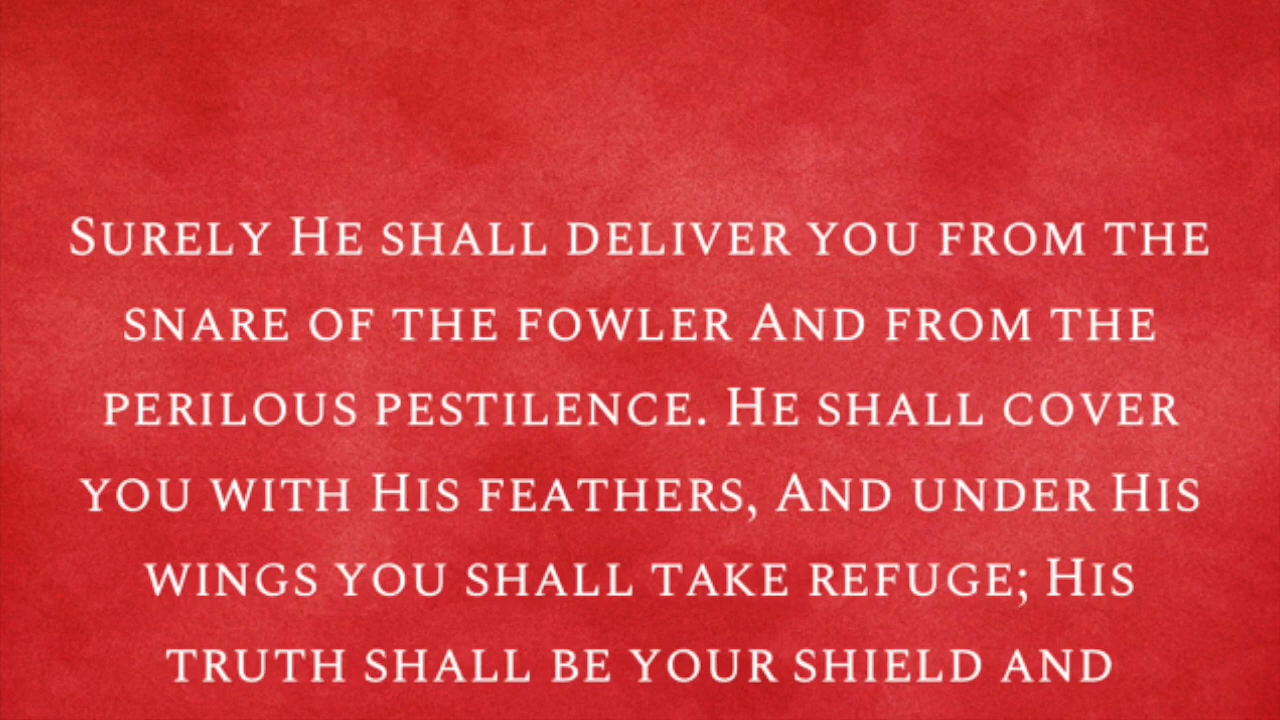 Surely He shall deliver you from the
snare of the fowler And from the
perilous pestilence. He shall cover
you with His feathers, And under His
wings you shall take refuge; His
truth shall be your shield and